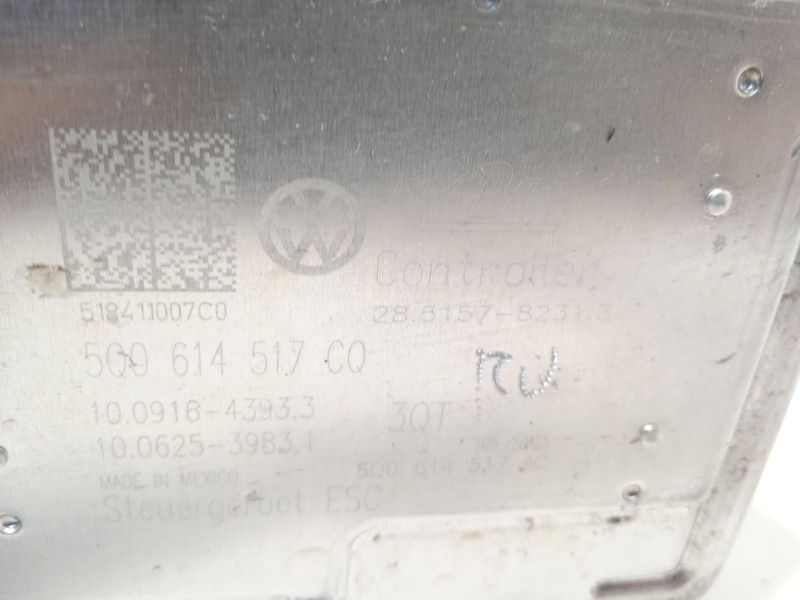 Controller
518411007C0
28.5157-8231.3
5Q0 614 517 CQ
10.0916-4393.3
3QT
10.0625-3983.1
MADE IN MEXICO
5Q0 614 517
Steuergeraet ESC